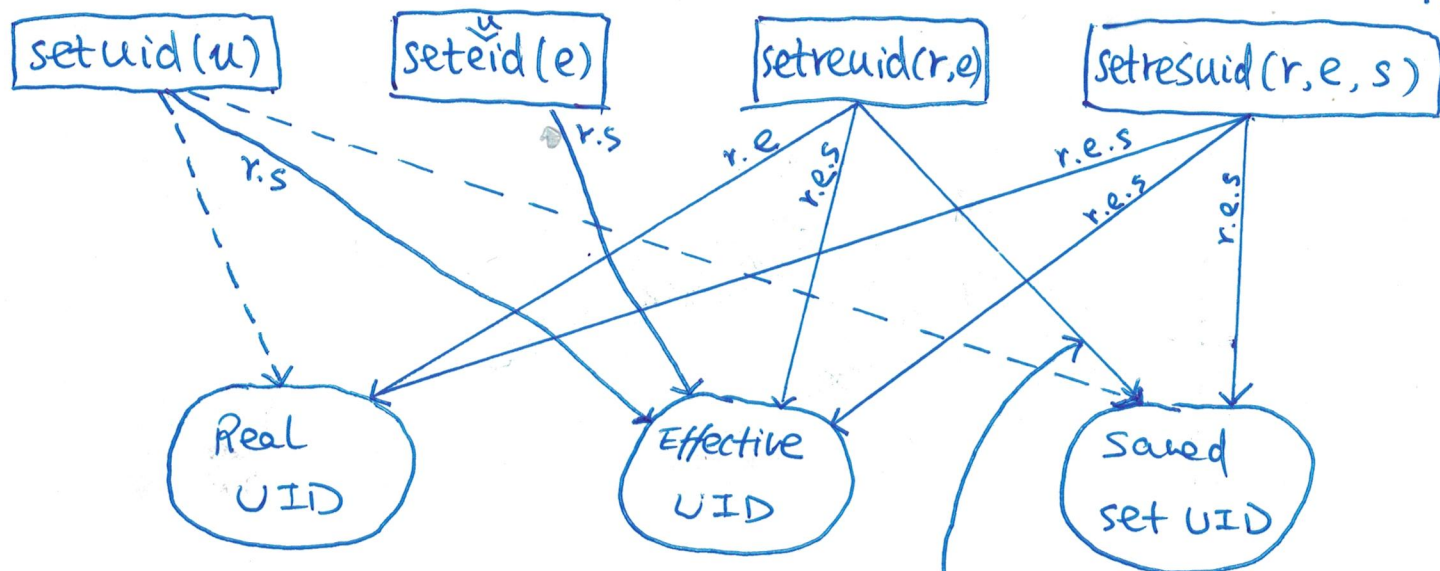 setuid(u)
seteid(e)
u
setreuid(r,e)
setresuid(r,e,s)
r.s
r.s
r.e
r.e.s
r.e.s
r.e.s
r.e.s
Real
UID
Effective
UID
Saved
set UID